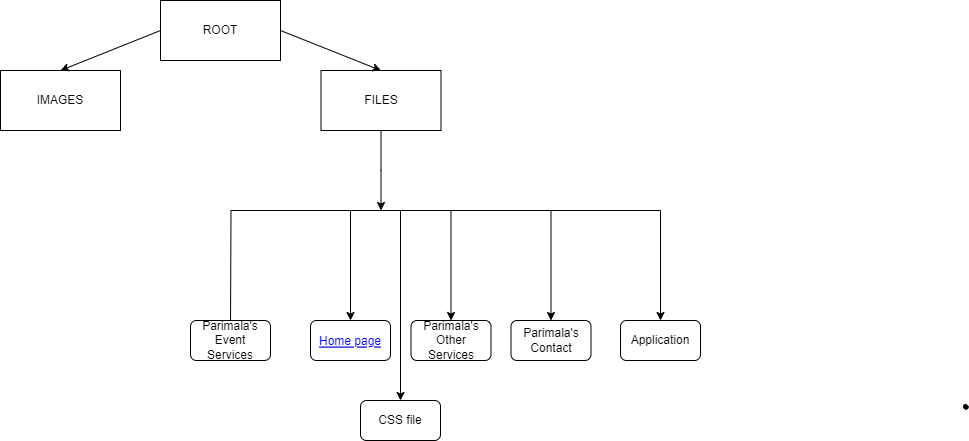 ROOT
IMAGES
FILES
Parimala's
Event
Services
Home page
Parimala's
Other
Services
Parimala's
Contact
Application
CSS file